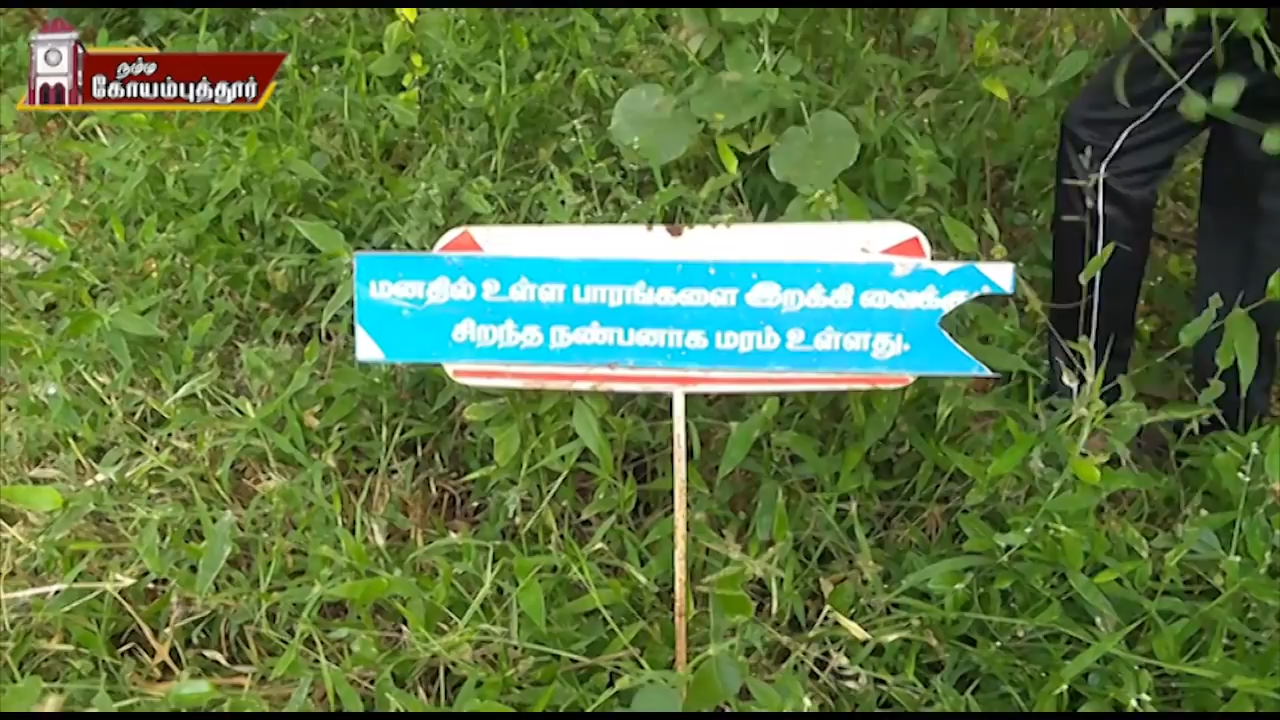 நம்ம
கோயம்புத்தூர்
மனதில் உள்ள பாரங்களை இறக்கி
சிறந்த நண்பனாக மரம் உள்ளது.